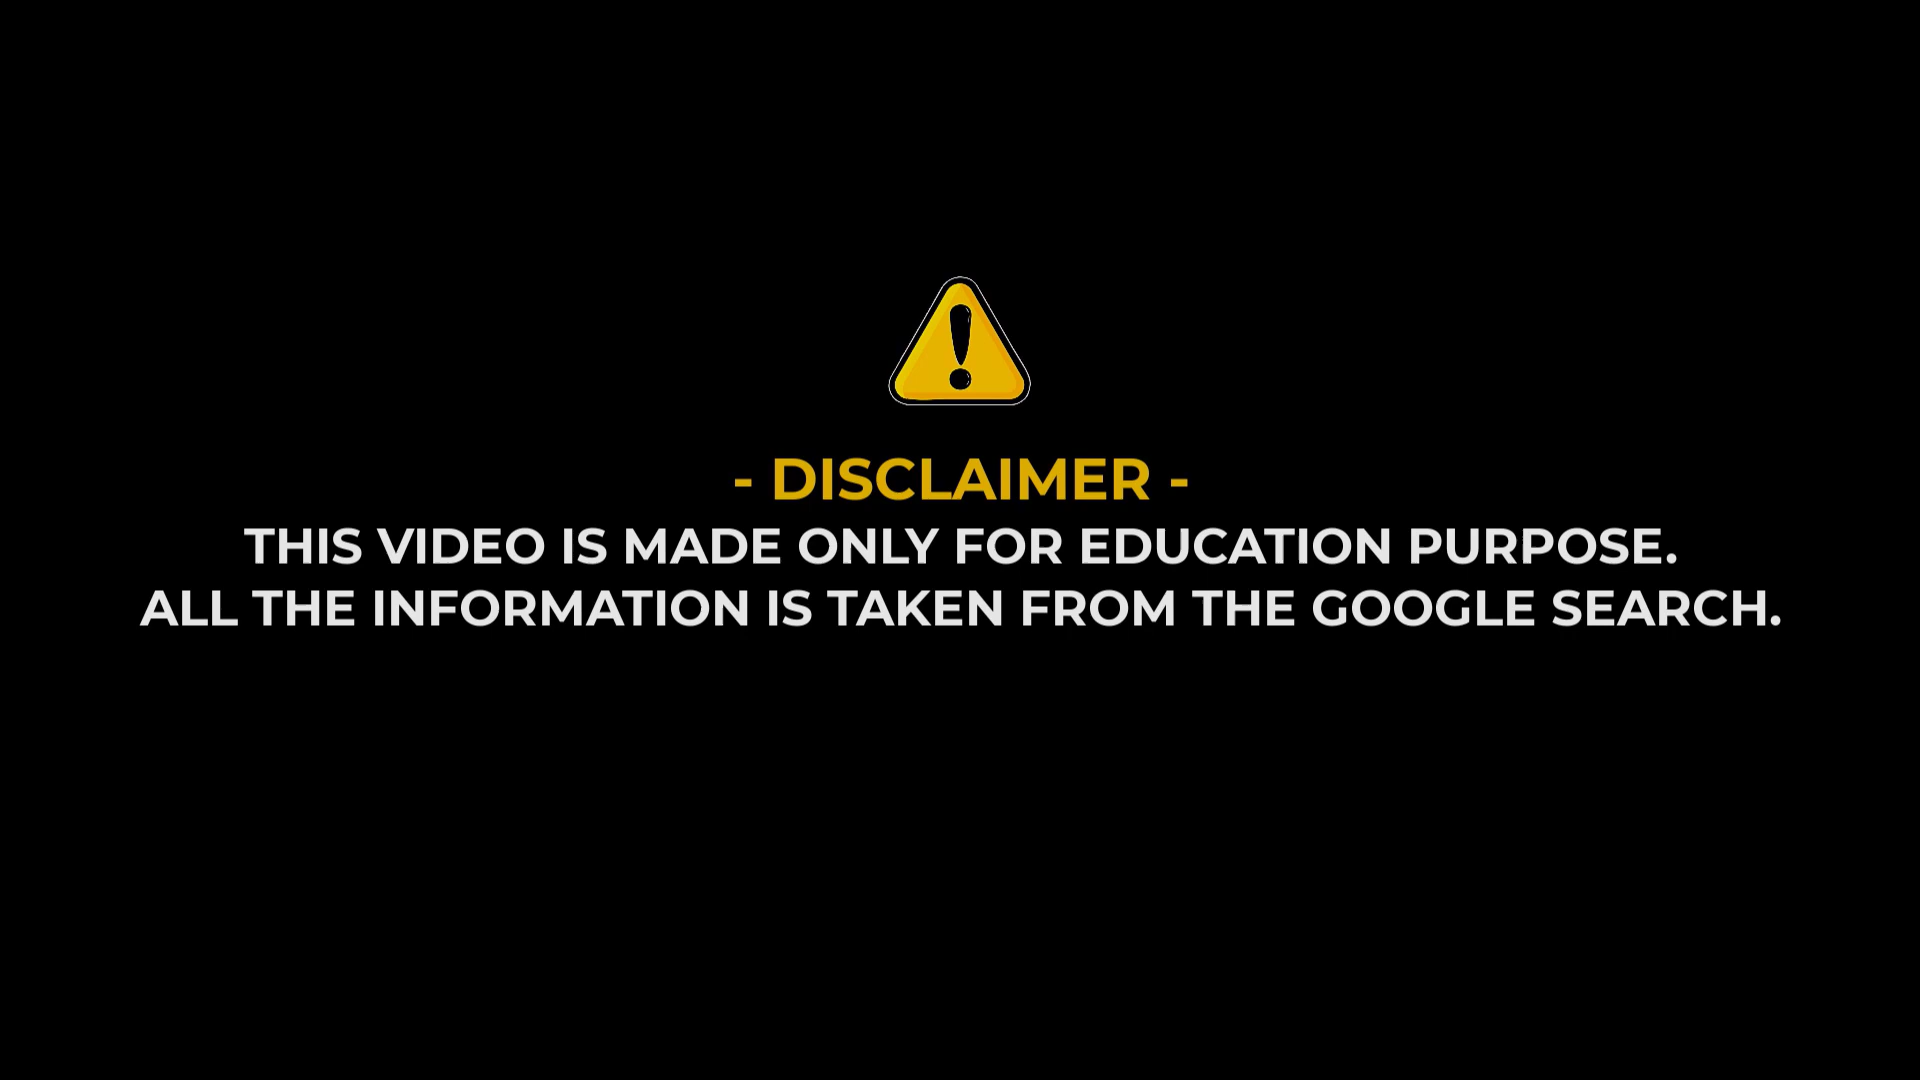 - DISCLAIMER -
THIS VIDEO IS MADE ONLY FOR EDUCATION PURPOSE.
ALL THE INFORMATION IS TAKEN FROM THE GOOGLE SEARCH.